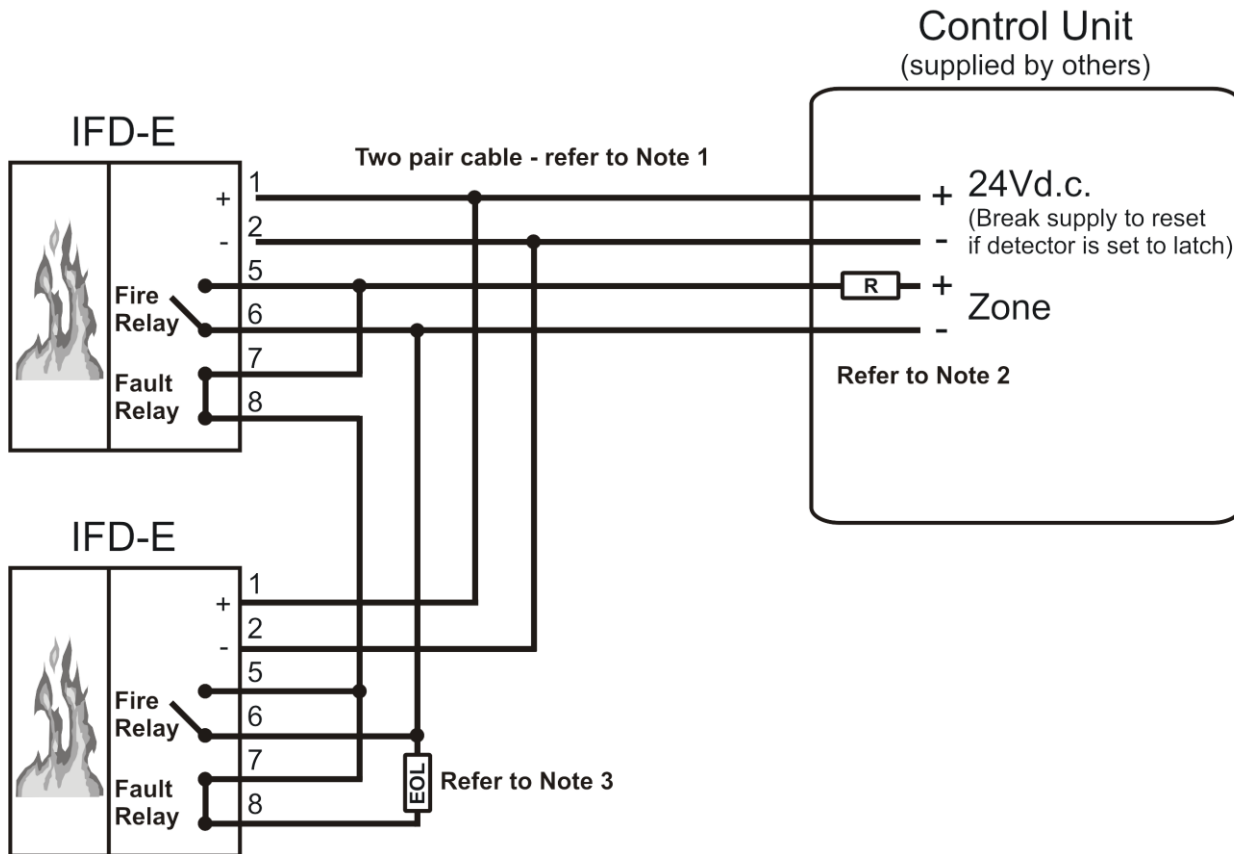 Control Unit
(supplied by others)
IFD-E
Two pair cable - refer to Note 1
1
+
2
-
5
Fire
Relay
6
7
Fault
Relay
8
+ 24Vd.c.
(Break supply to reset
- if detector is set to latch)
R
+
Zone
-
Refer to Note 2
IFD-E
1
+
2
-
5
Fire
Relay
6
7
Fault
Relay
8
EOL
Refer to Note 3